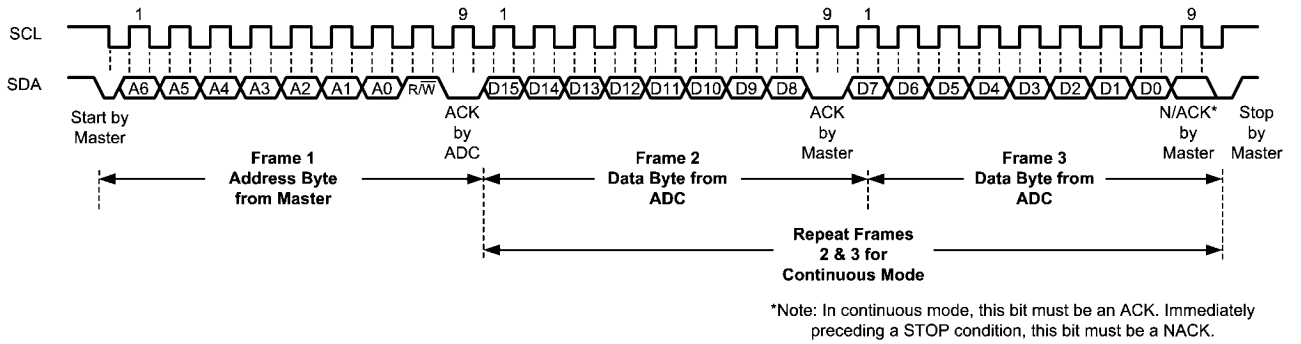 1 9 1 9 1 9
SCL
SDA A6 A5 A4 A3 A2 A1 A0 R/W̅ D15 D14 D13 D12 D11 D10 D9 D8 D7 D6 D5 D4 D3 D2 D1 D0
Start by
Master
ACK
by
ADC
ACK
by
Master
N/ACK*
by
Master
Stop
by
Master
Frame 1
Address Byte
from Master
Frame 2
Data Byte from
ADC
Frame 3
Data Byte from
ADC
Repeat Frames
2 & 3 for
Continuous Mode
*Note: In continuous mode, this bit must be an ACK. Immediately
preceding a STOP condition, this bit must be a NACK.